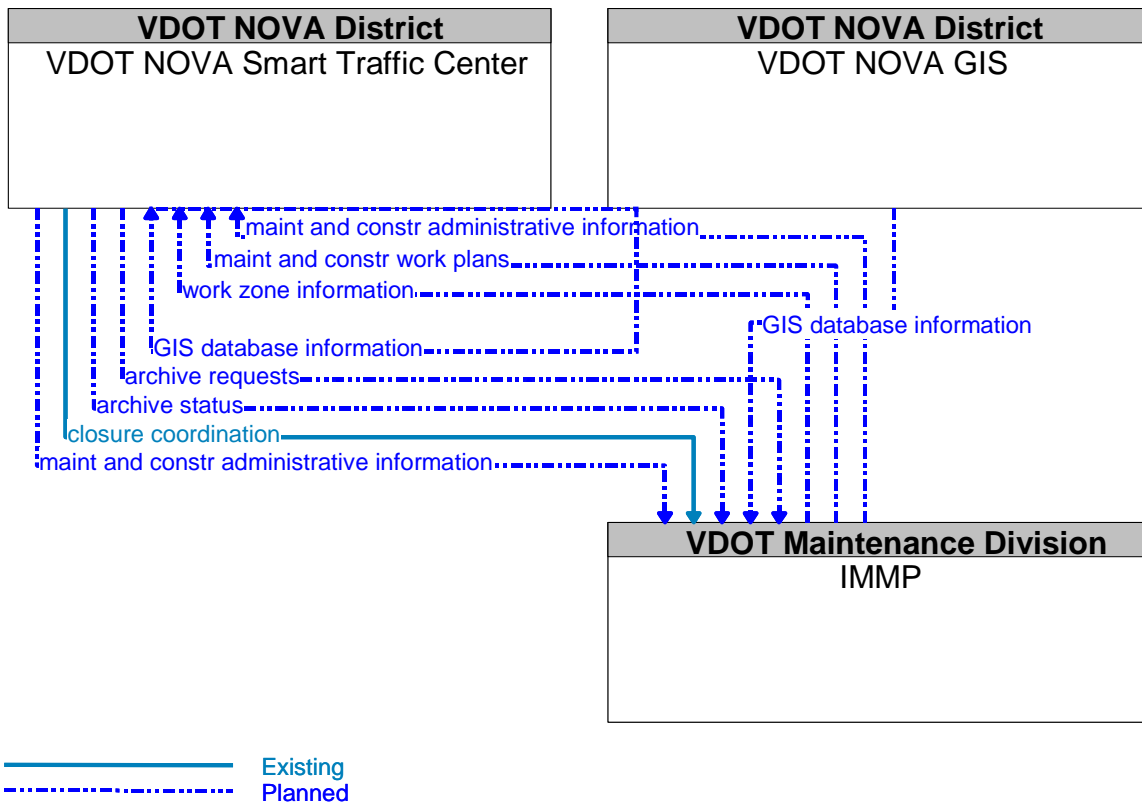 VDOT NOVA District
VDOT NOVA Smart Traffic Center
VDOT NOVA District
VDOT NOVA GIS
maint and constr administrative information
maint and constr work plans
work zone information
GIS database information
GIS database information
archive requests
archive status
closure coordination
maint and constr administrative information
VDOT Maintenance Division
IMMP
Existing
Planned